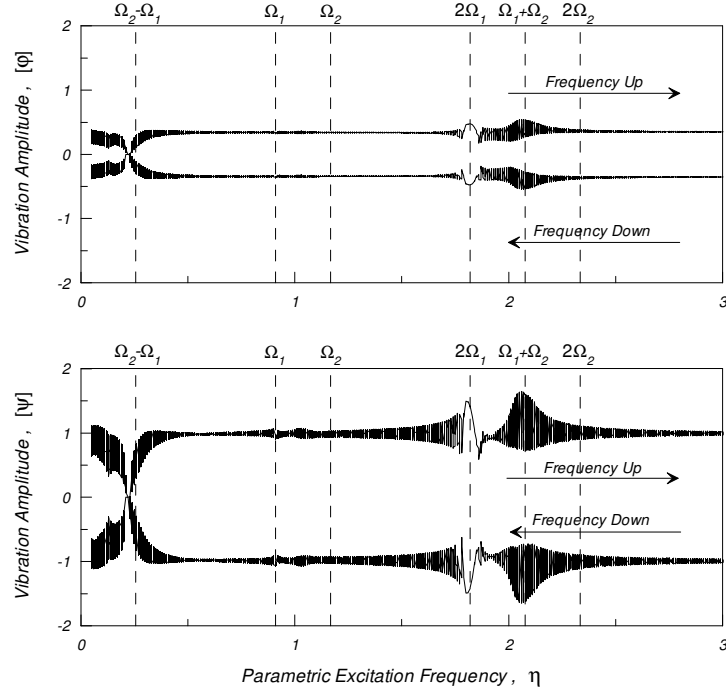 Ω2-Ω1 Ω1 Ω2 2Ω1 Ω1+Ω2 2Ω2
2
Frequency Up
1
Vibration Amplitude , [φ]
0
-1
Frequency Down
-2
0 1 2 3
Ω2-Ω1 Ω1 Ω2 2Ω1 Ω1+Ω2 2Ω2
2
1
Frequency Up
Vibration Amplitude , [ψ]
0
Frequency Down
-1
-2
0 1 2 3
Parametric Excitation Frequency , η